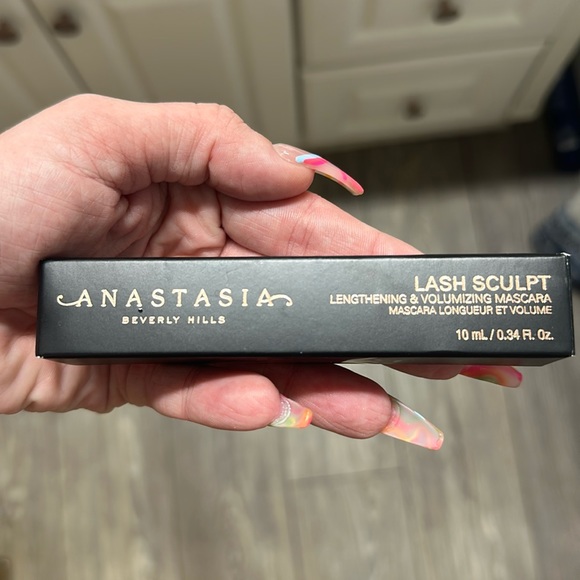 ANASTASIA
BEVERLY HILLS
LASH SCULPT
LENGTHENING & VOLUMIZING MASCARA
MASCARA LONGUEUR ET VOLUME
10 mL / 0.34 Fl. Oz.